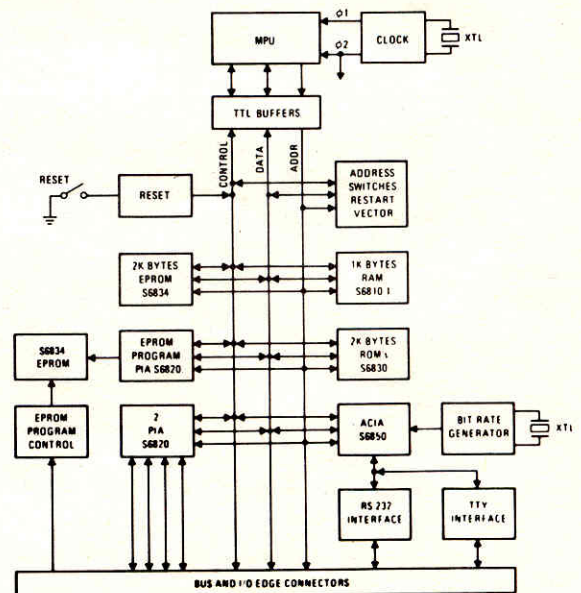 MPU
ϕ1
ϕ2
CLOCK
XTL
TTL BUFFERS
CONTROL
DATA
ADDR
RESET
RESET
ADDRESS
SWITCHES
RESTART
VECTOR
2K BYTES
EPROM
S6834
1K BYTES
RAM
S6810
S6834
EPROM
EPROM
PROGRAM
PIA S6820
2K BYTES
ROM
S6830
EPROM
PROGRAM
CONTROL
2
PIA
S6820
ACIA
S6850
BIT RATE
GENERATOR
XTL
RS 232
INTERFACE
TTY
INTERFACE
BUS AND I/O EDGE CONNECTORS